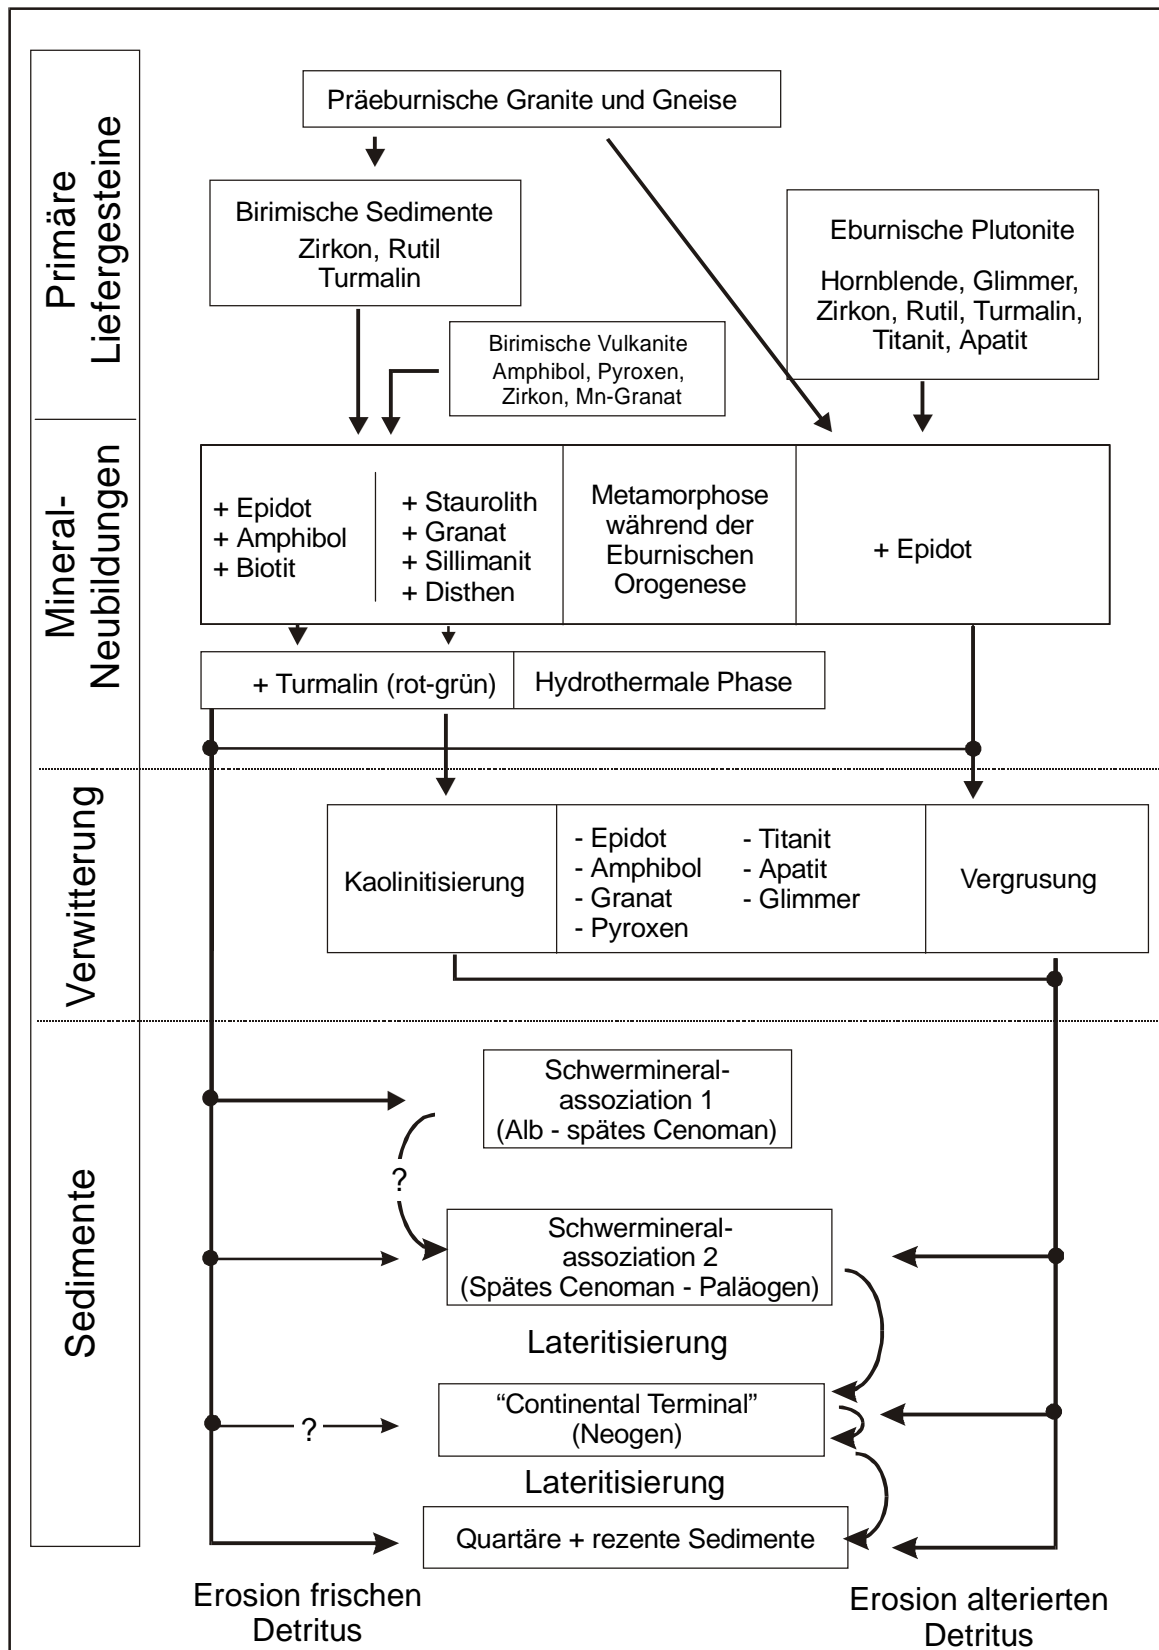 Primäre
Liefergesteine
Präeburnische Granite und Gneise
Birimische Sedimente
Zirkon, Rutil
Turmalin
Eburnische Plutonite
Hornblende, Glimmer,
Zirkon, Rutil, Turmalin,
Titanit, Apatit
Birimische Vulkanite
Amphibol, Pyroxen,
Zirkon, Mn-Granat
Mineral-
Neubildungen
+ Epidot
+ Amphibol
+ Biotit
+ Staurolith
+ Granat
+ Sillimanit
+ Disthen
Metamorphose
während der
Eburnischen
Orogenese
+ Epidot
+ Turmalin (rot-grün)
Hydrothermale Phase
Verwitterung
Kaolinitisierung
- Epidot
- Amphibol
- Granat
- Pyroxen
- Titanit
- Apatit
- Glimmer
Vergrusung
Sedimente
Schwermineral-
assoziation 1
(Alb - spätes Cenoman)
?
Schwermineral-
assoziation 2
(Spätes Cenoman - Paläogen)
Lateritisierung
“Continental Terminal”
(Neogen)
?
Lateritisierung
Quartäre + rezente Sedimente
Erosion frischen
Detritus
Erosion alterierten
Detritus